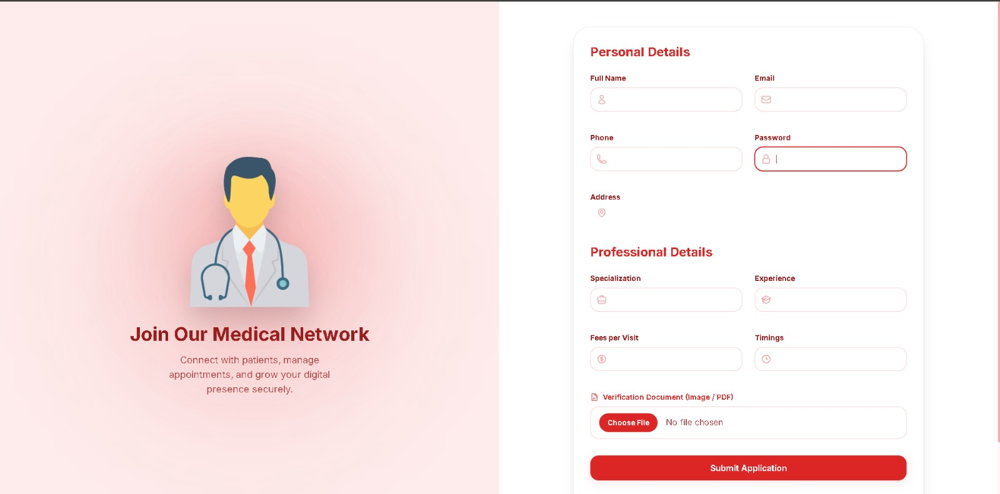 Join Our Medical Network
Connect with patients, manage
appointments, and grow your digital
presence securely.
Personal Details
Full Name
Email
Phone
Password
Address
Professional Details
Specialization
Experience
Fees per Visit
Timings
Verification Document (Image / PDF)
Choose File No file chosen
Submit Application